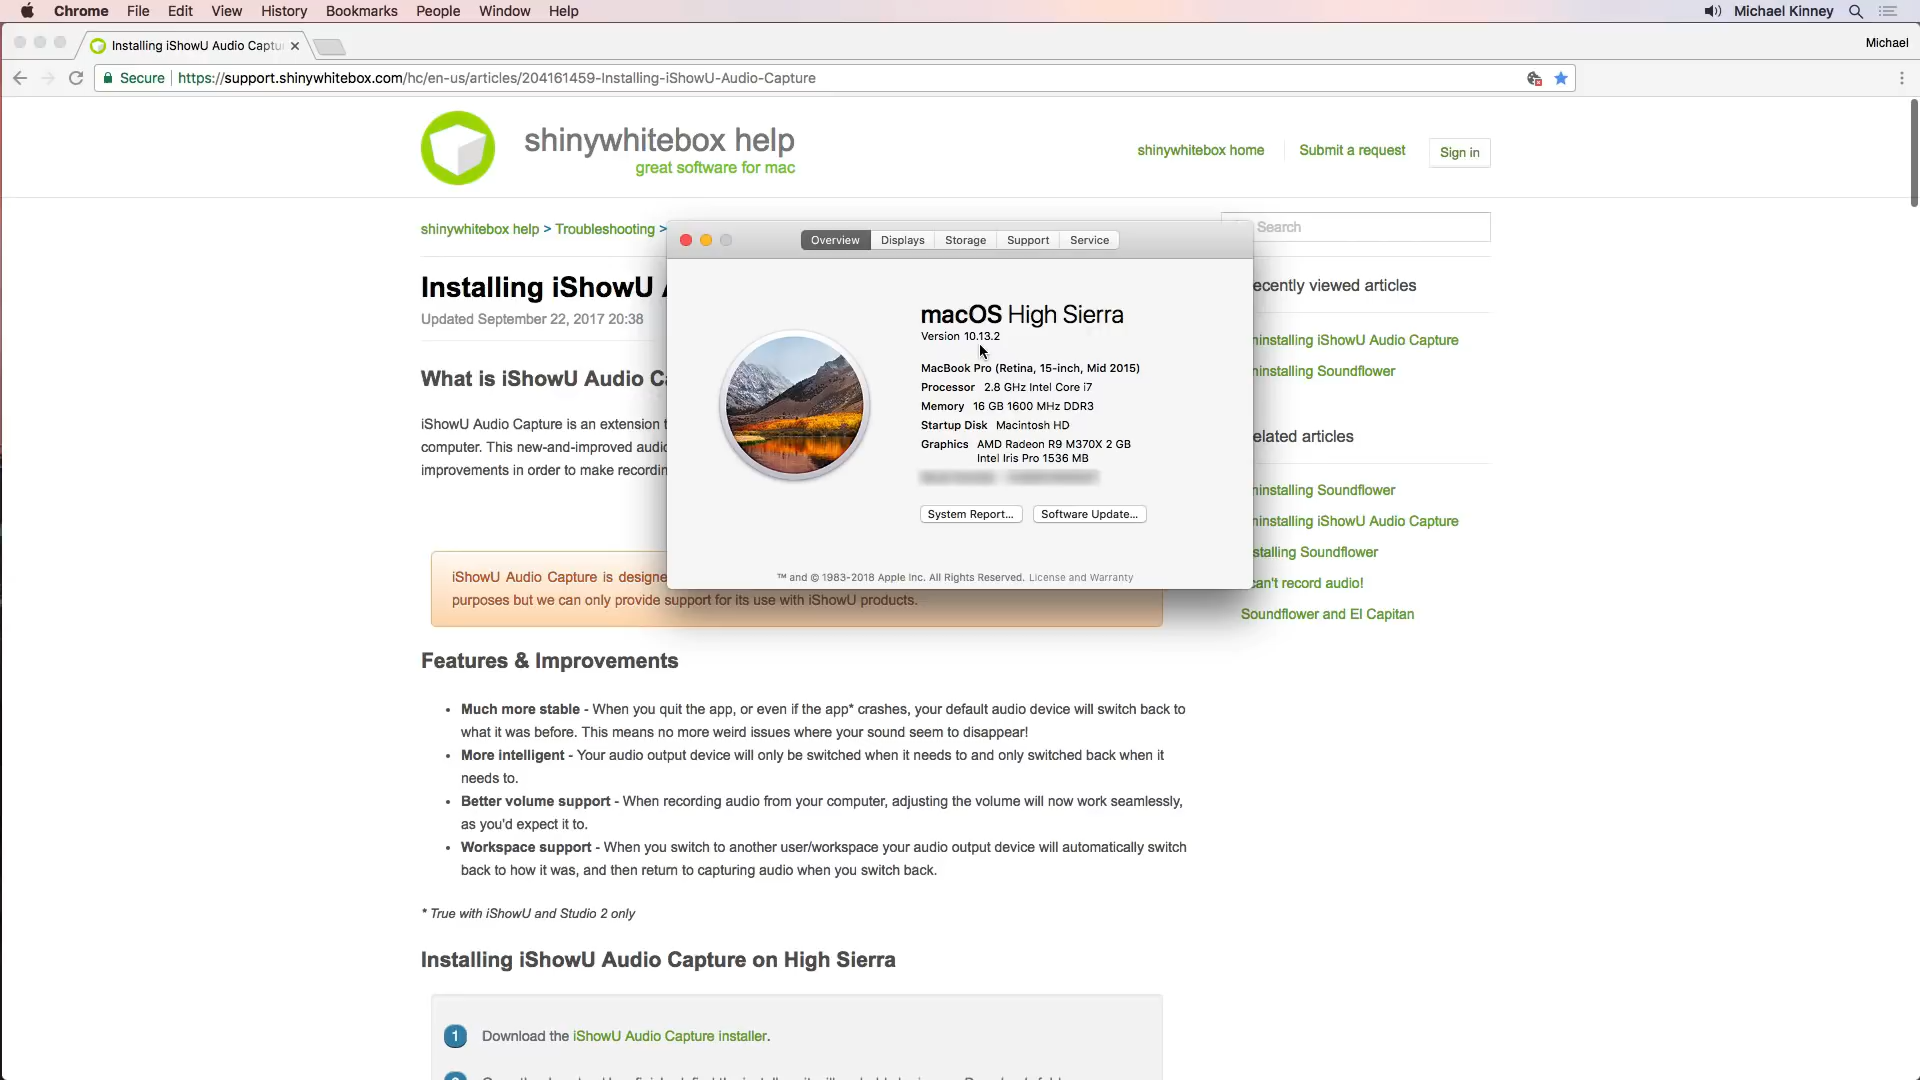 Chrome File Edit View History Bookmarks People Window Help
Michael Kinney
Installing iShowU Audio Captu
Michael
Secure https://support.shinywhitebox.com/hc/en-us/articles/204161459-Installing-iShowU-Audio-Capture
shinywhitebox help
great software for mac
shinywhitebox home
Submit a request
Sign in
shinywhitebox help > Troubleshooting >
Search
Overview Displays Storage Support Service
Installing iShowU
Updated September 22, 2017 20:38
What is iShowU Audio C
iShowU Audio Capture is an extension t
computer. This new-and-improved audio
improvements in order to make recordin
macOS High Sierra
Version 10.13.2
MacBook Pro (Retina, 15-inch, Mid 2015)
Processor 2.8 GHz Intel Core i7
Memory 16 GB 1600 MHz DDR3
Startup Disk Macintosh HD
Graphics AMD Radeon R9 M370X 2 GB
Intel Iris Pro 1536 MB
System Report...
Software Update...
™ and © 1983-2018 Apple Inc. All Rights Reserved. License and Warranty
ecently viewed articles
ninstalling iShowU Audio Capture
ninstalling Soundflower
elated articles
ninstalling Soundflower
ninstalling iShowU Audio Capture
stalling Soundflower
can't record audio!
Soundflower and El Capitan
iShowU Audio Capture is designe
purposes but we can only provide support for its use with iShowU products.
Features & Improvements
• Much more stable - When you quit the app, or even if the app* crashes, your default audio device will switch back to
what it was before. This means no more weird issues where your sound seem to disappear!
• More intelligent - Your audio output device will only be switched when it needs to and only switched back when it
needs to.
• Better volume support - When recording audio from your computer, adjusting the volume will now work seamlessly,
as you'd expect it to.
• Workspace support - When you switch to another user/workspace your audio output device will automatically switch
back to how it was, and then return to capturing audio when you switch back.
* True with iShowU and Studio 2 only
Installing iShowU Audio Capture on High Sierra
1 Download the iShowU Audio Capture installer.